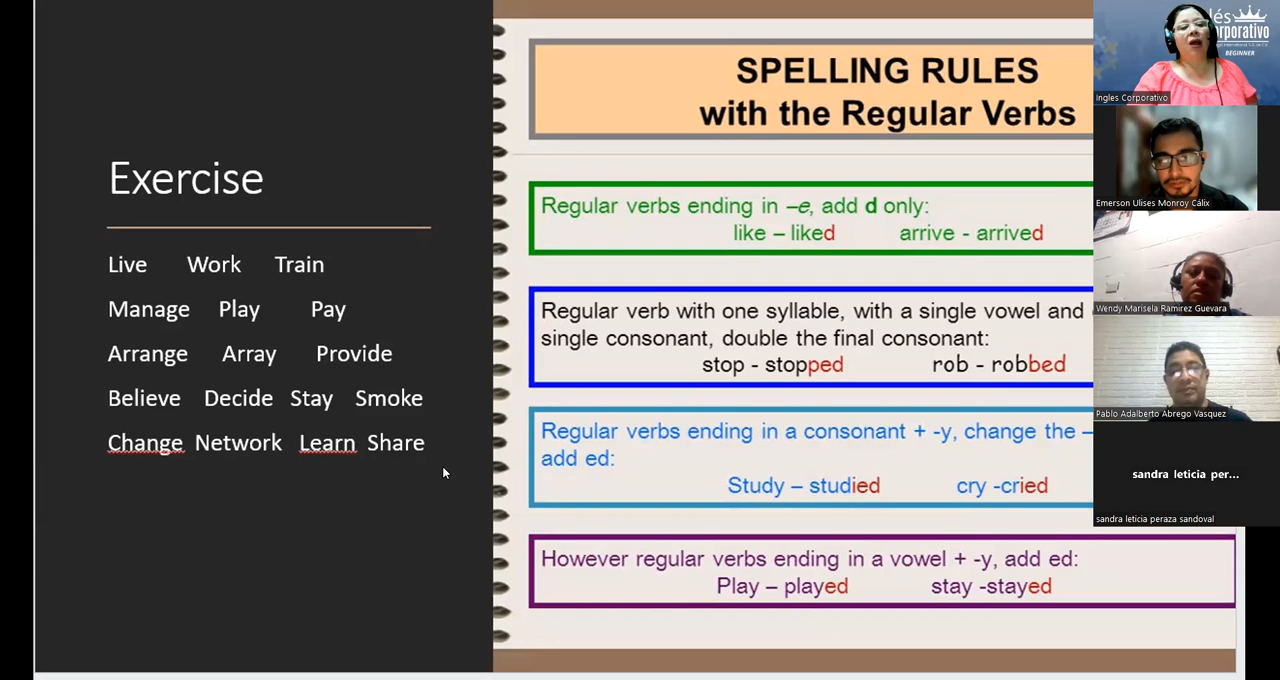 Exercise
Live Work Train
Manage Play Pay
Arrange Array Provide
Believe Decide Stay Smoke
Change Network Learn Share
SPELLING RULES
with the Regular Verbs
Regular verbs ending in –e, add d only:
like – liked arrive - arrived
Regular verb with one syllable, with a single vowel and
single consonant, double the final consonant:
stop - stopped rob - robbed
Regular verbs ending in a consonant + -y, change the –
add ed:
Study – studied cry -cried
However regular verbs ending in a vowel + -y, add ed:
Play – played stay -stayed
lés
orporativo
BEGINNER
Ingles Corporativo
Emerson Ulises Monroy Cálix
Wendy Marisela Ramirez Guevara
Pablo Adalberto Abrego Vasquez
sandra leticia per...
sandra leticia peraza sandoval